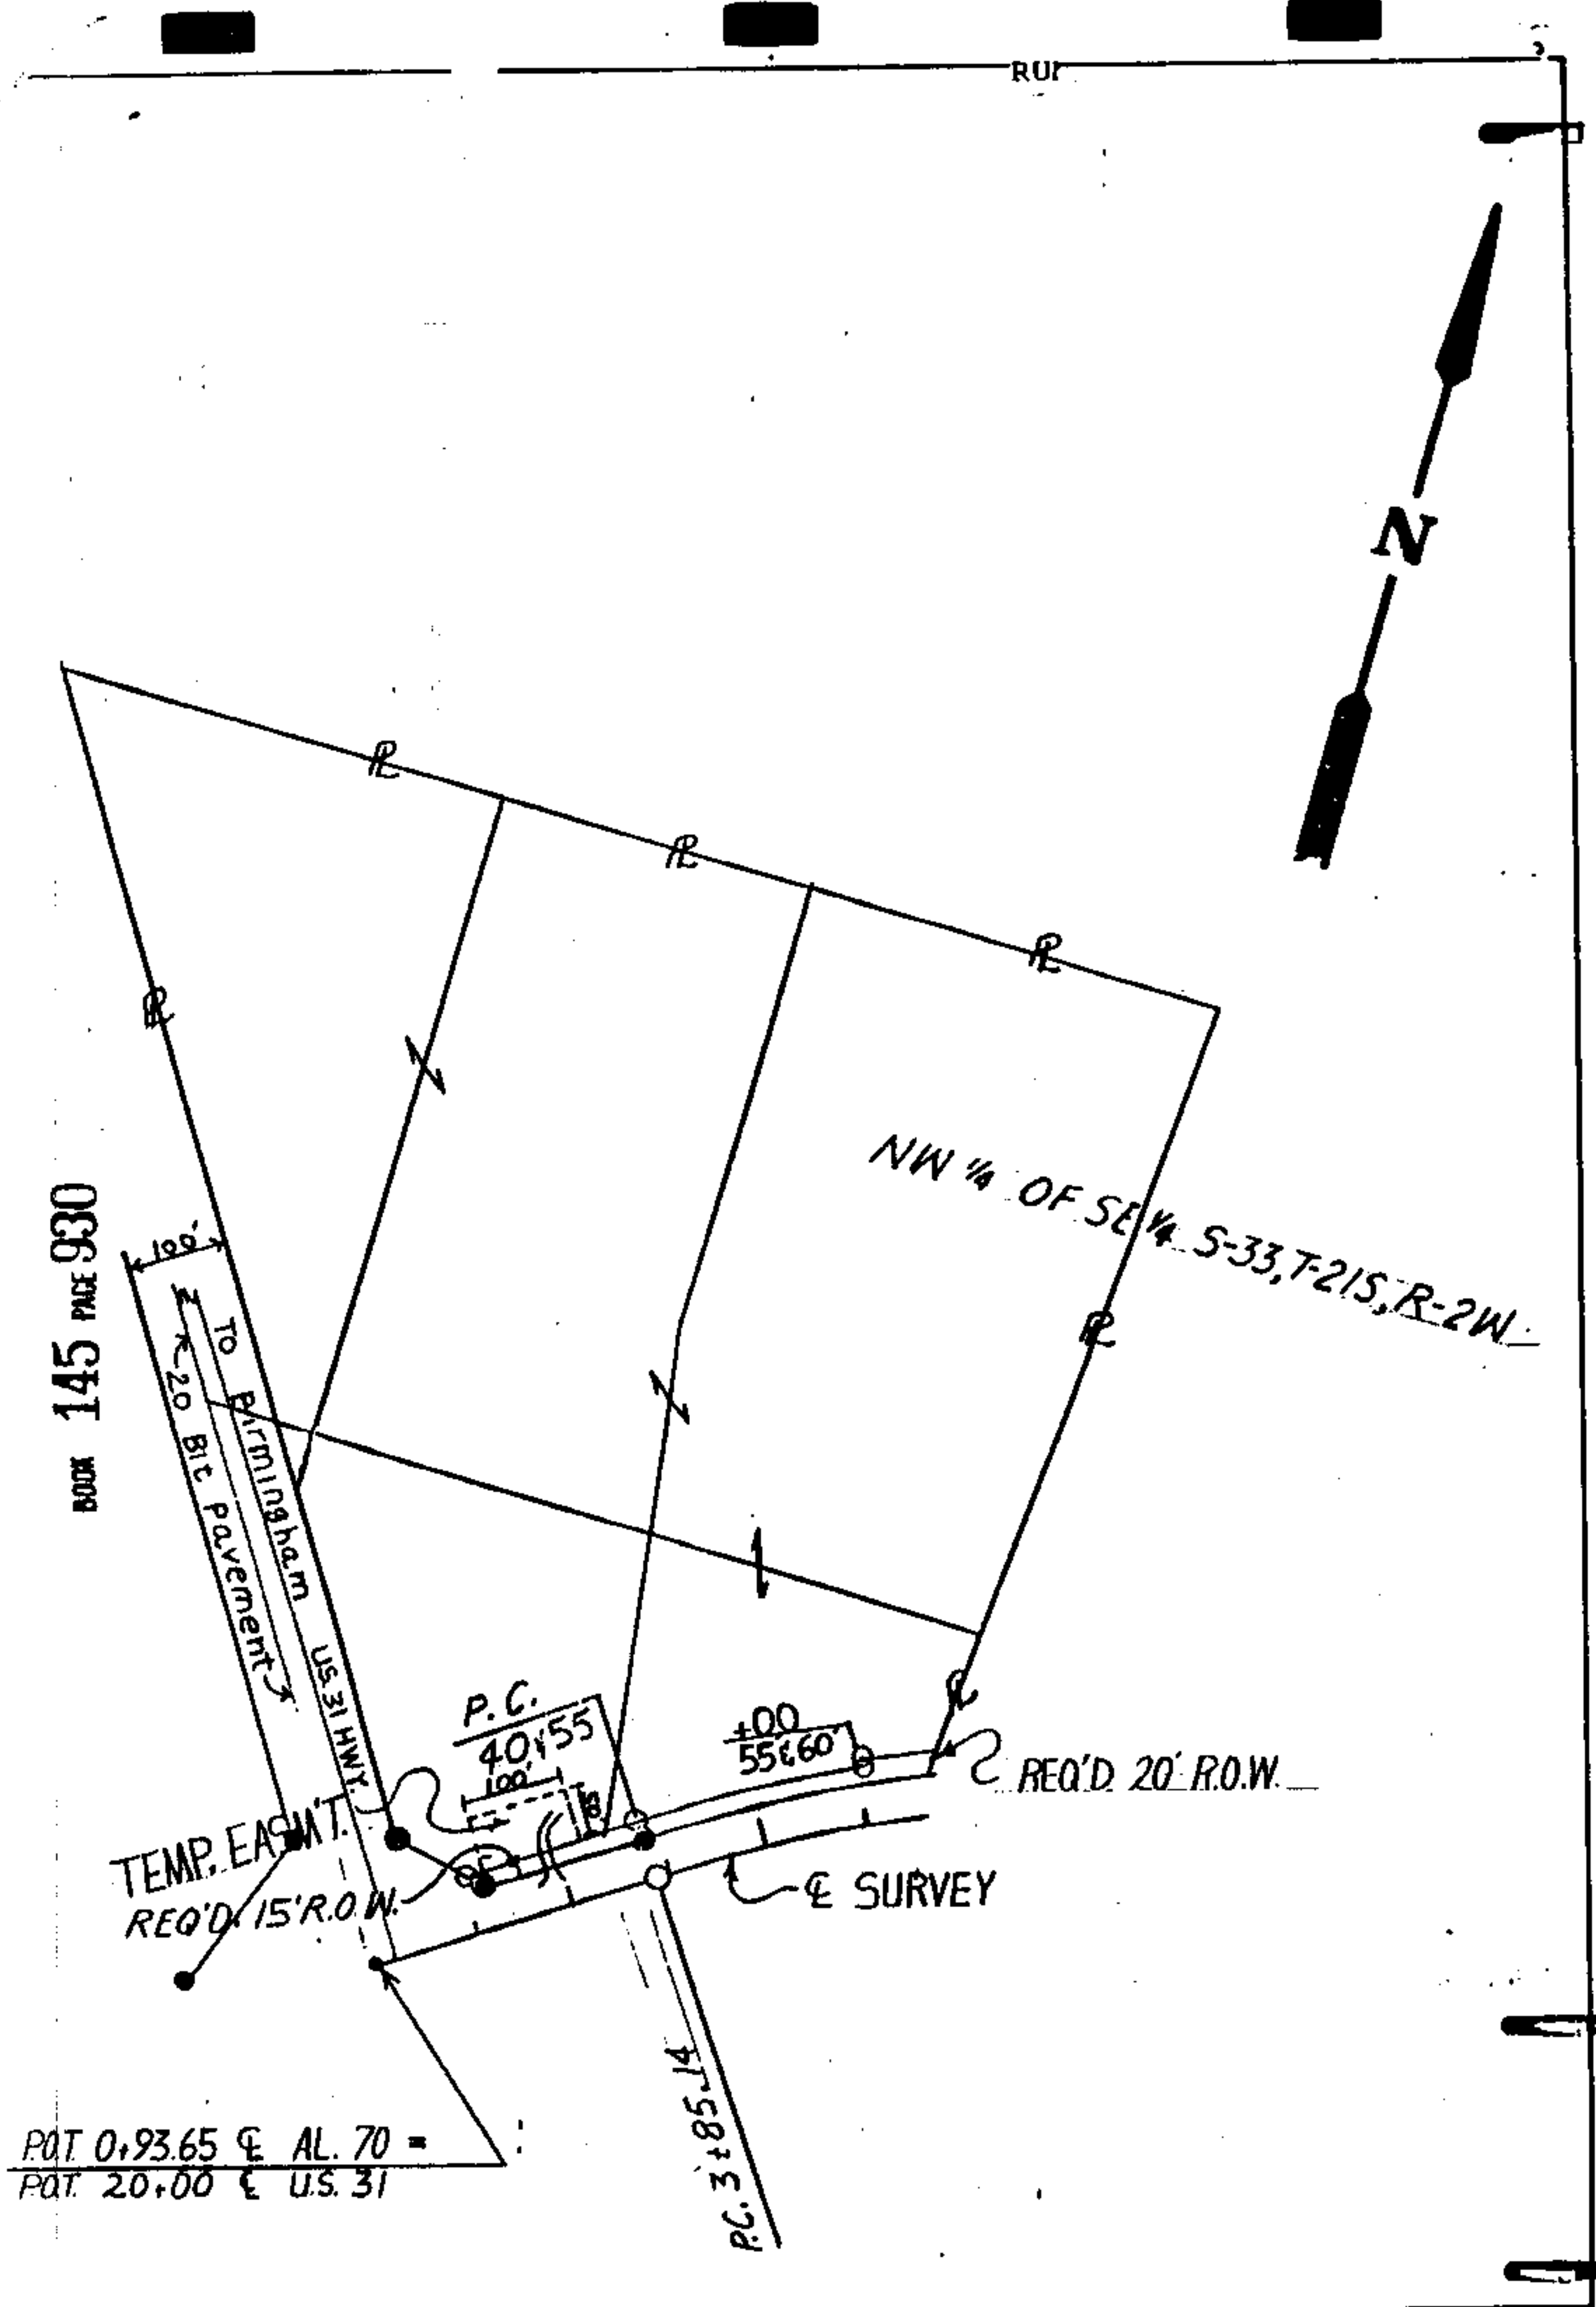 RUI
N
℄
℄
℄
℄
NW ¼ OF SE ¼ S-33, T-21S, R-2W
BOOK 145 PAGE 930
100'
TO Birmingham US.31 HWY.
20 Bit Pavement
P.C.
40+55
100'
+00
55'&60'
REQ'D. 20' R.O.W.
TEMP. EASM'T.
REQ'D. 15' R.O.W.
℄ SURVEY
P.C. 3+85.14
P.O.T. 0+93.65 ℄ AL. 70 =
P.O.T. 20+00 ℄ U.S. 31